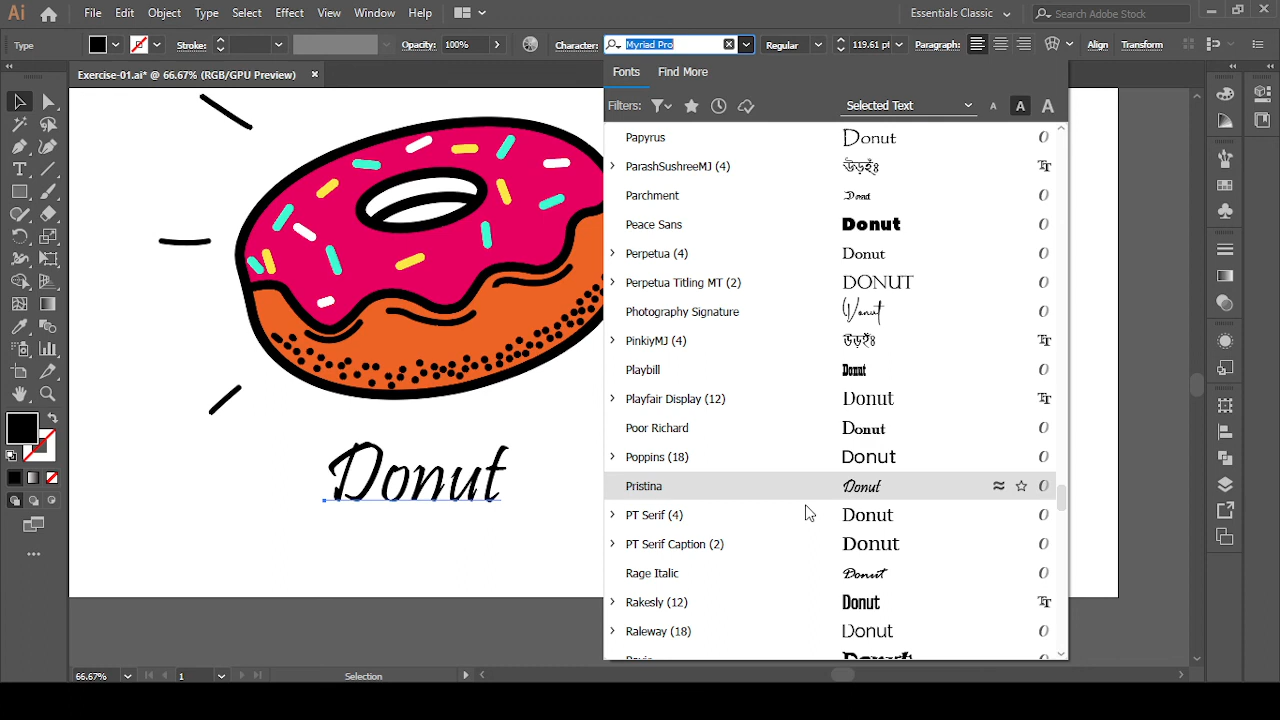 Ai File Edit Object Type Select Effect View Window Help Essentials Classic Search Adobe Stock
Type Stroke: Opacity: 100% Character: Myriad Pro Regular 119.61 pt Paragraph: Align Transform
Exercise-01.ai* @ 66.67% (RGB/GPU Preview)
Fonts Find More
Filters: Selected Text A A A
Papyrus Donut
ParashSushreeMJ (4) উড়ইঃ
Parchment Donut
Peace Sans Donut
Perpetua (4) Donut
Perpetua Titling MT (2) DONUT
Photography Signature Donut
PinkiyMJ (4) উড়ইঃ
Playbill Donut
Playfair Display (12) Donut
Poor Richard Donut
Poppins (18) Donut
Pristina Donut
PT Serif (4) Donut
PT Serif Caption (2) Donut
Rage Italic Donut
Rakesly (12) Donut
Raleway (18) Donut
Donut
66.67% 1 Selection